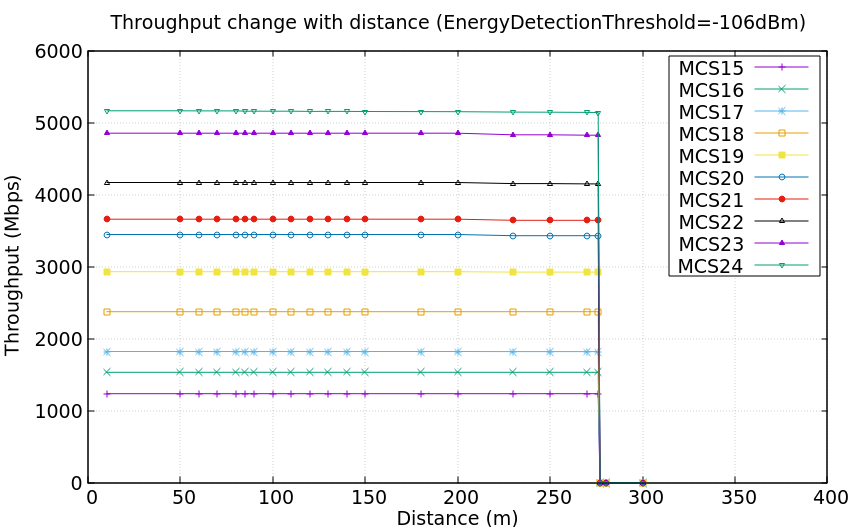 Throughput change with distance (EnergyDetectionThreshold=-106dBm)
6000
5000
4000
3000
2000
1000
0
Throughput (Mbps)
MCS15
MCS16
MCS17
MCS18
MCS19
MCS20
MCS21
MCS22
MCS23
MCS24
0 50 100 150 200 250 300 350 400
Distance (m)